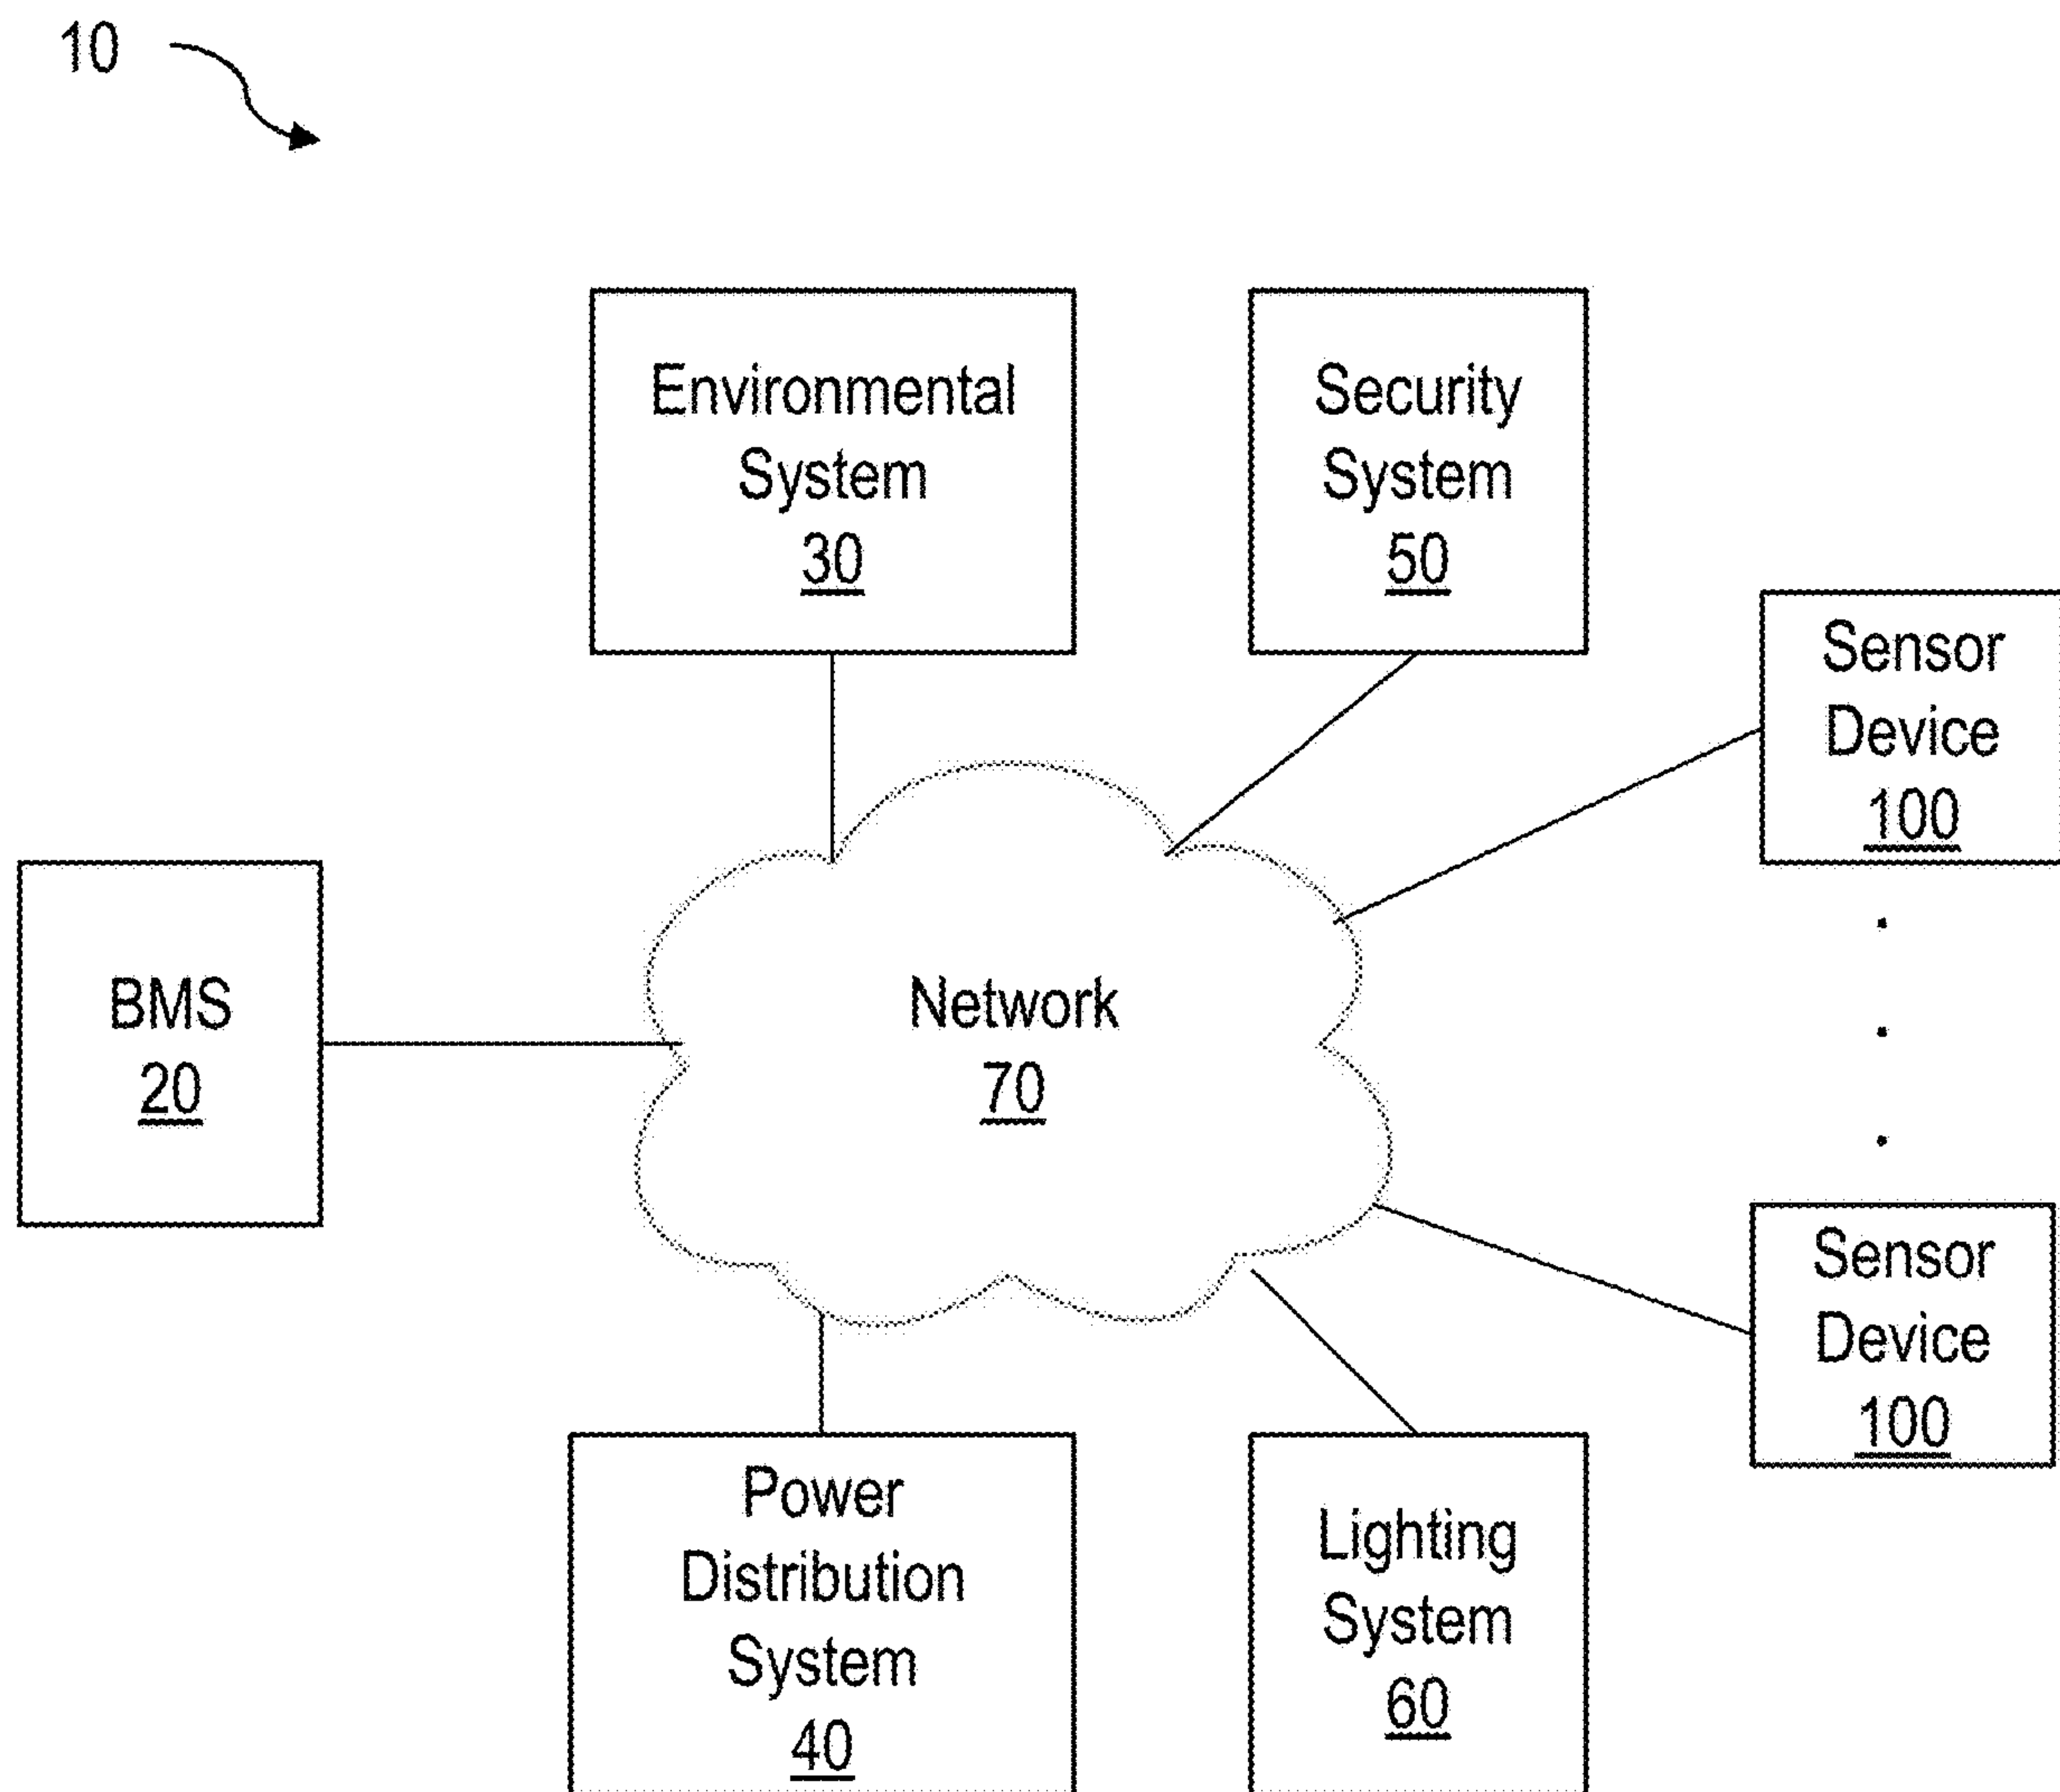 10
Environmental
System
30
Security
System
50
Sensor
Device
100
BMS
20
Network
70
Sensor
Device
100
Power
Distribution
System
40
Lighting
System
60